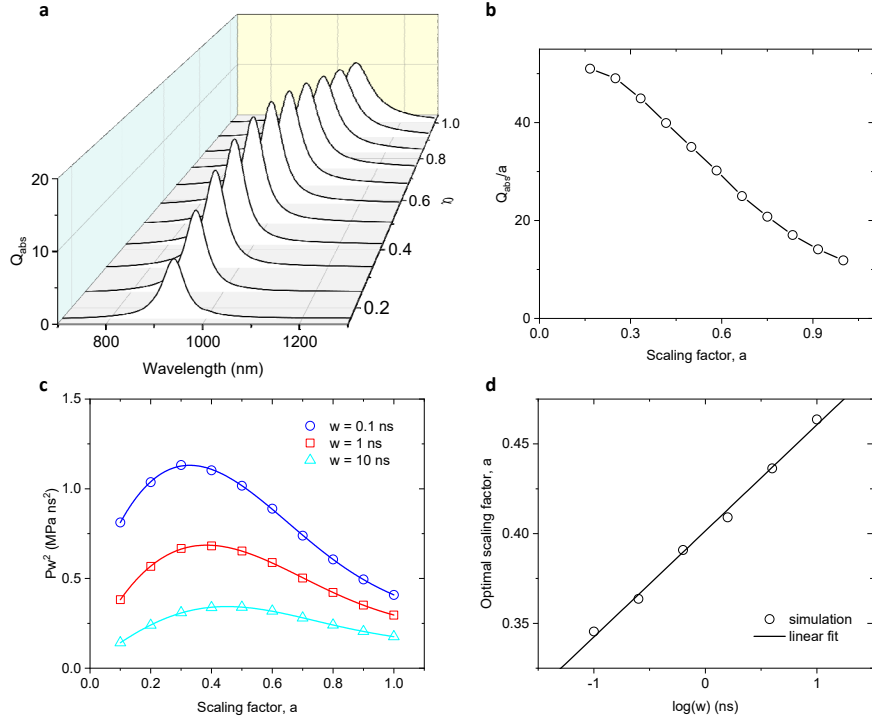 a
20
10
0
Q_abs
800
1000
1200
Wavelength (nm)
0.2
0.4
0.6
0.8
1.0
b
40
20
0
Q_abs/a
0.0
0.3
0.6
0.9
Scaling factor, a
c
1.5
1.0
0.5
0.0
Pw² (MPa ns²)
w = 0.1 ns
w = 1 ns
w = 10 ns
0.0
0.2
0.4
0.6
0.8
1.0
Scaling factor, a
d
0.45
0.40
0.35
Optimal scaling factor, a
simulation
linear fit
-1
0
1
log(w) (ns)